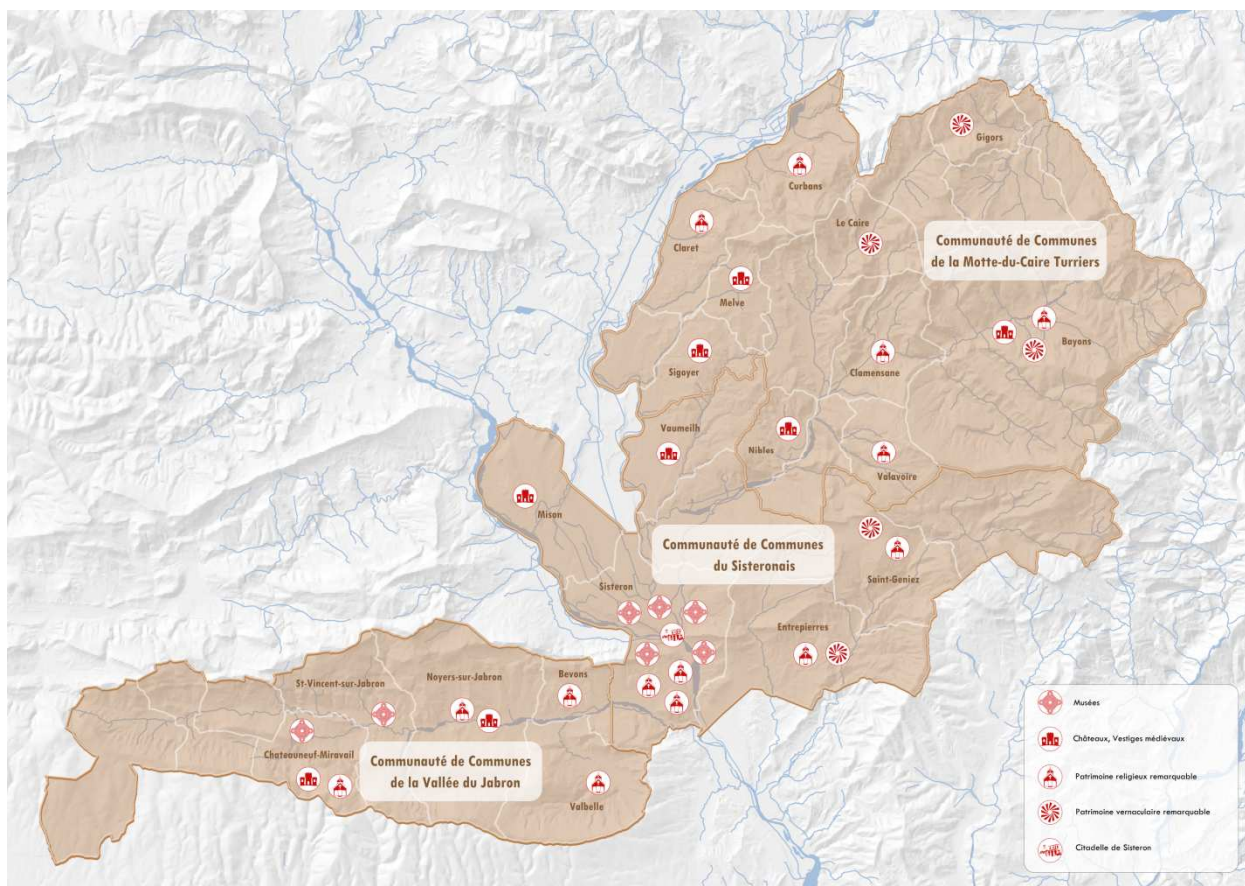 Gigors
Curbans
Le Caire
Claret
Communauté de Communes
de la Motte-du-Caire Turriers
Melve
Bayons
Sigoyer
Clamensane
Vaumeilh
Nibles
Valavoire
Mison
Communauté de Communes
du Sisteronais
Saint-Geniez
Sisteron
Entrepierres
St-Vincent-sur-Jabron
Noyers-sur-Jabron
Bevons
Chateauneuf-Miravail
Communauté de Communes
de la Vallée du Jabron
Valbelle
Musées
Châteaux, Vestiges médiévaux
Patrimoine religieux remarquable
Patrimoine vernaculaire remarquable
Citadelle de Sisteron